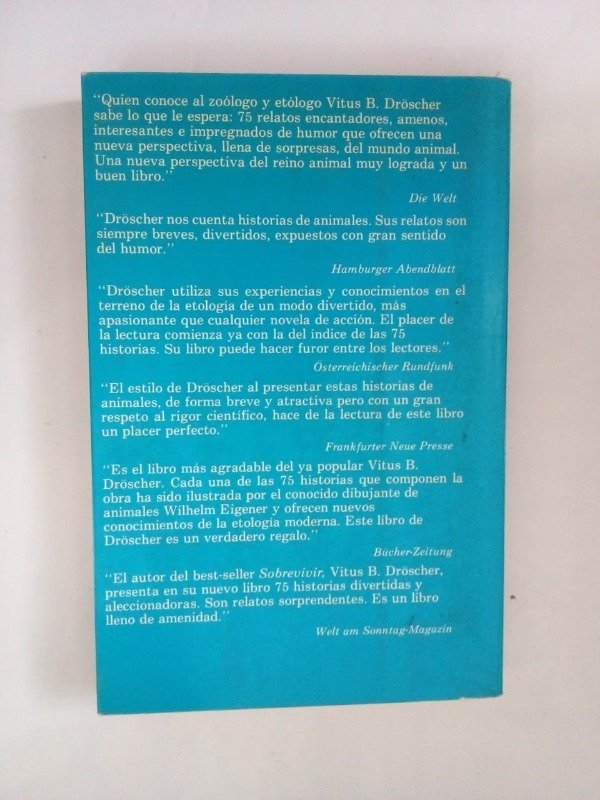 "Quien conoce al zoólogo y etólogo Vitus B. Dröscher
sabe lo que le espera: 75 relatos encantadores, amenos,
interesantes e impregnados de humor que ofrecen una
nueva perspectiva, llena de sorpresas, del mundo animal.
Una nueva perspectiva del reino animal muy lograda y un
buen libro."
Die Welt
"Dröscher nos cuenta historias de animales. Sus relatos son
siempre breves, divertidos, expuestos con gran sentido
del humor."
Hamburger Abendblatt
"Dröscher utiliza sus experiencias y conocimientos en el
terreno de la etología de un modo divertido, más
apasionante que cualquier novela de acción. El placer de
la lectura comienza ya con la del índice de las 75
historias. Su libro puede hacer furor entre los lectores."
Österreichischer Rundfunk
"El estilo de Dröscher al presentar estas historias de
animales, de forma breve y atractiva pero con un gran
respeto al rigor científico, hace de la lectura de este libro
un placer perfecto."
Frankfurter Neue Presse
"Es el libro más agradable del ya popular Vitus B.
Dröscher. Cada una de las 75 historias que componen la
obra ha sido ilustrada por el conocido dibujante de
animales Wilhelm Eigener y ofrecen nuevos
conocimientos de la etología moderna. Este libro de
Dröscher es un verdadero regalo."
Bücher-Zeitung
"El autor del best-seller Sobrevivir, Vitus B. Dröscher,
presenta en su nuevo libro 75 historias divertidas y
aleccionadoras. Son relatos sorprendentes. Es un libro
lleno de amenidad."
Welt am Sonntag-Magazin